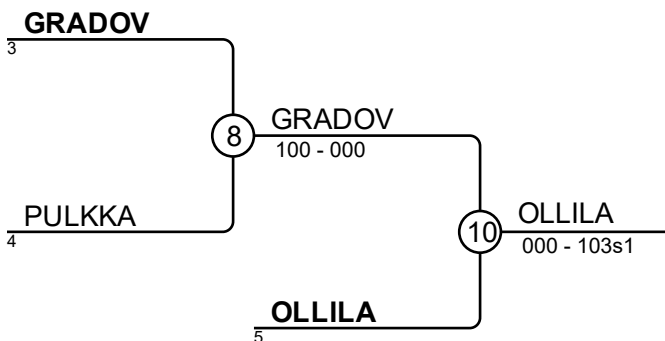 GRADOV
3
8
GRADOV
100 - 000
PULKKA
4
10
OLLILA
000 - 103s1
OLLILA
5